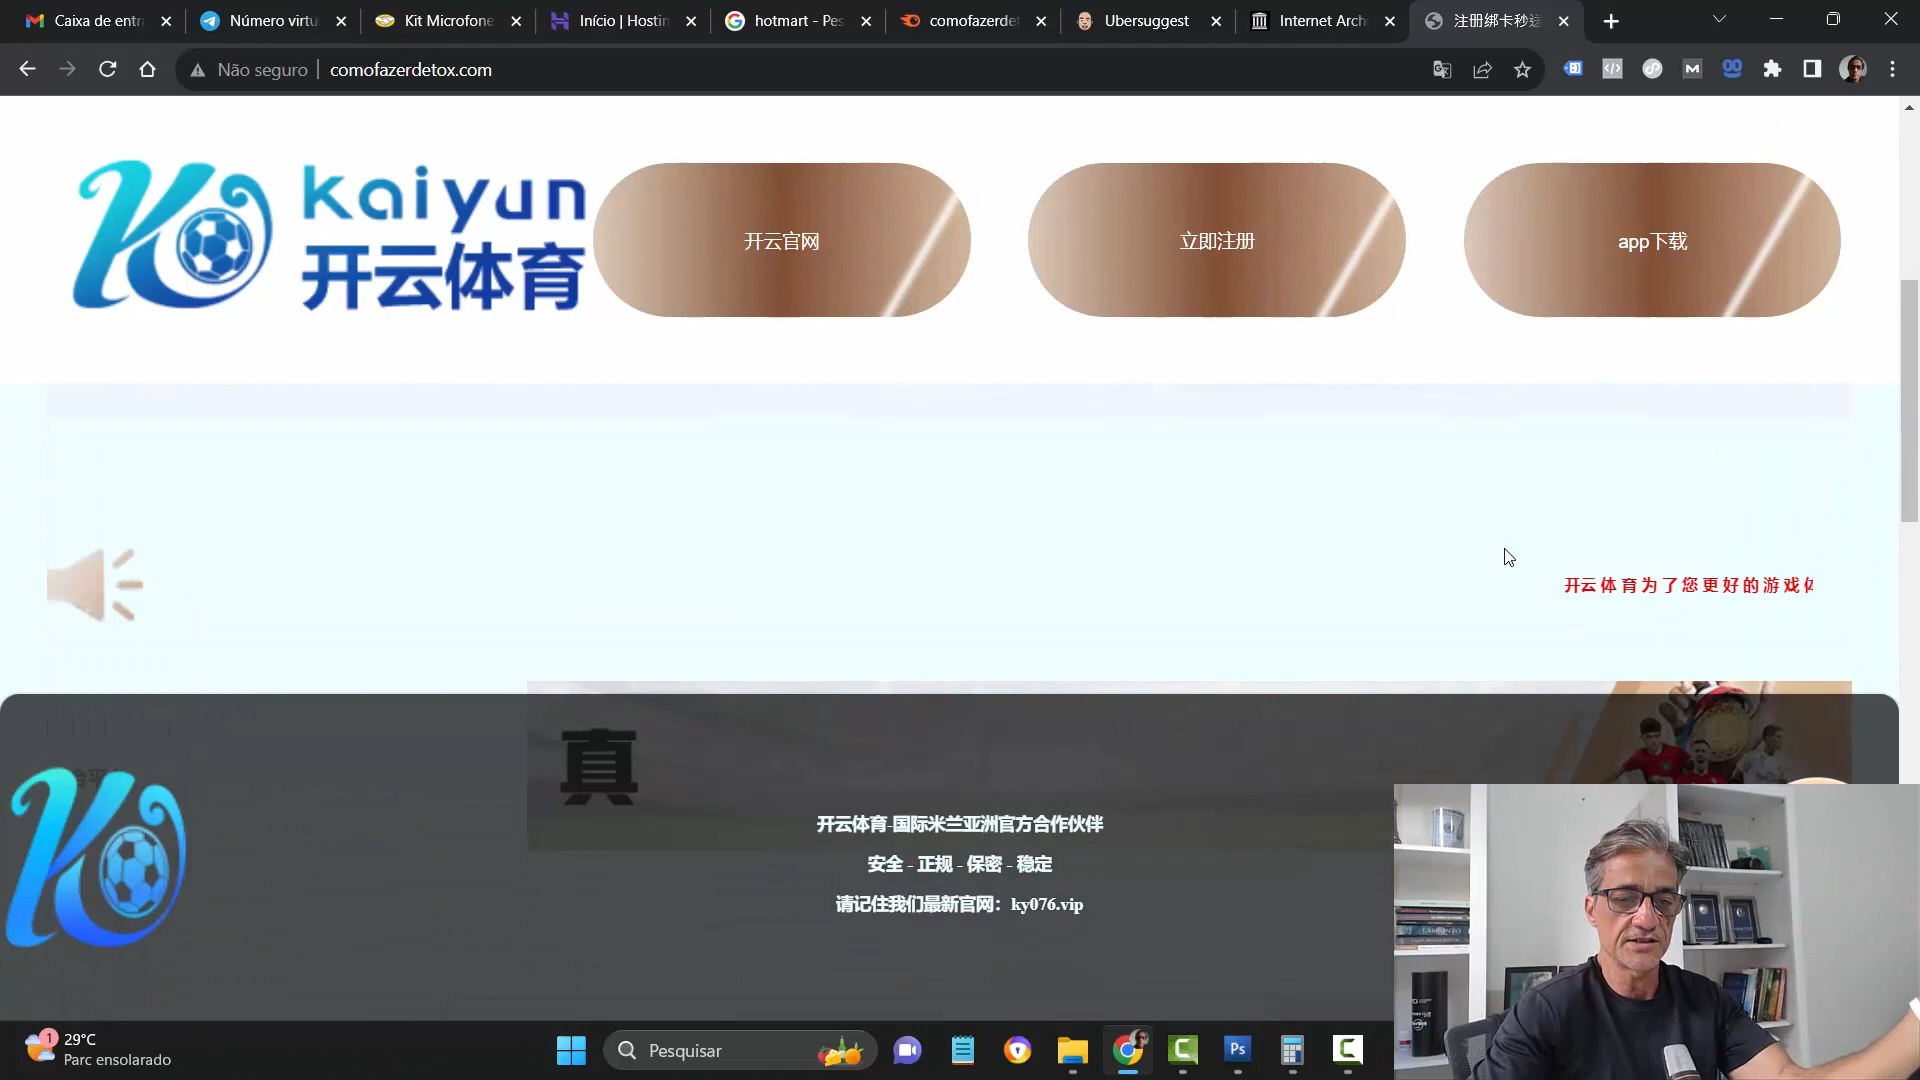 Caixa de entr
Número virtu
Kit Microfone
Início | Hostin
hotmart - Pes
comofazerdet
Ubersuggest
Internet Arch
注册绑卡秒送
Não seguro
comofazerdetox.com
kaiyun
开云体育
开云官网
立即注册
app下载
开云体育为了您更好的游戏
真
开云体育-国际米兰亚洲官方合作伙伴
安全 - 正规 - 保密 - 稳定
请记住我们最新官网：ky076.vip
1
29°C
Parc ensolarado
Pesquisar
Ps